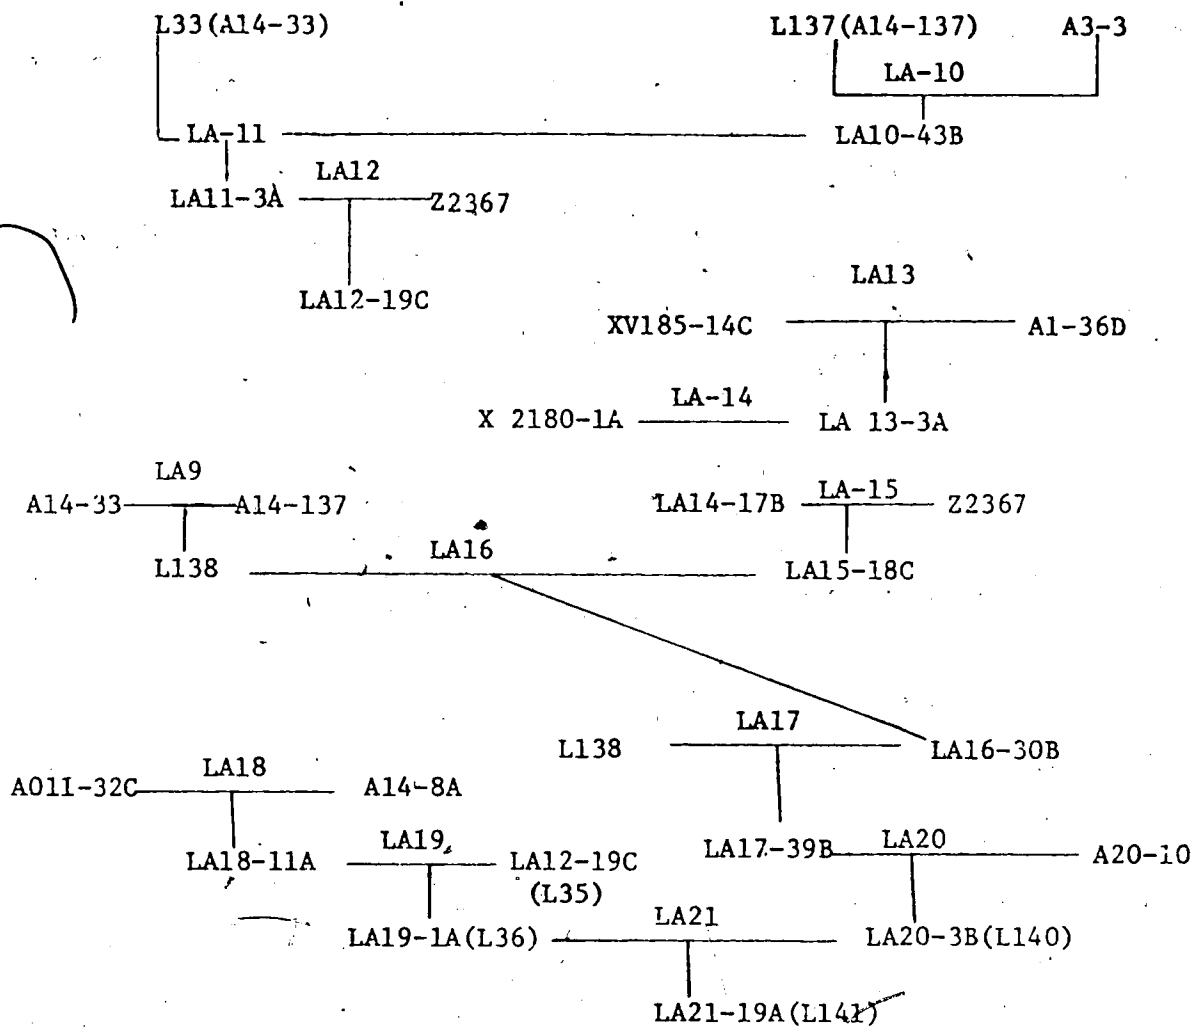 L33(A14-33) L137(A14-137) A3-3
LA-10
LA-11 LA10-43B
LA12
LA11-3A Z2367
LA13
LA12-19C
XV185-14C A1-36D
LA-14
X 2180-1A LA 13-3A
LA9
LA-15
A14-33 A14-137 LA14-17B Z2367
LA16
L138 LA15-18C
LA17
L138 LA16-30B
LA18
A01I-32C A14-8A
LA19 LA20
LA18-11A LA12-19C LA17-39B A20-10
(L35)
LA21
LA19-1A(L36) LA20-3B(L140)
LA21-19A(L141)